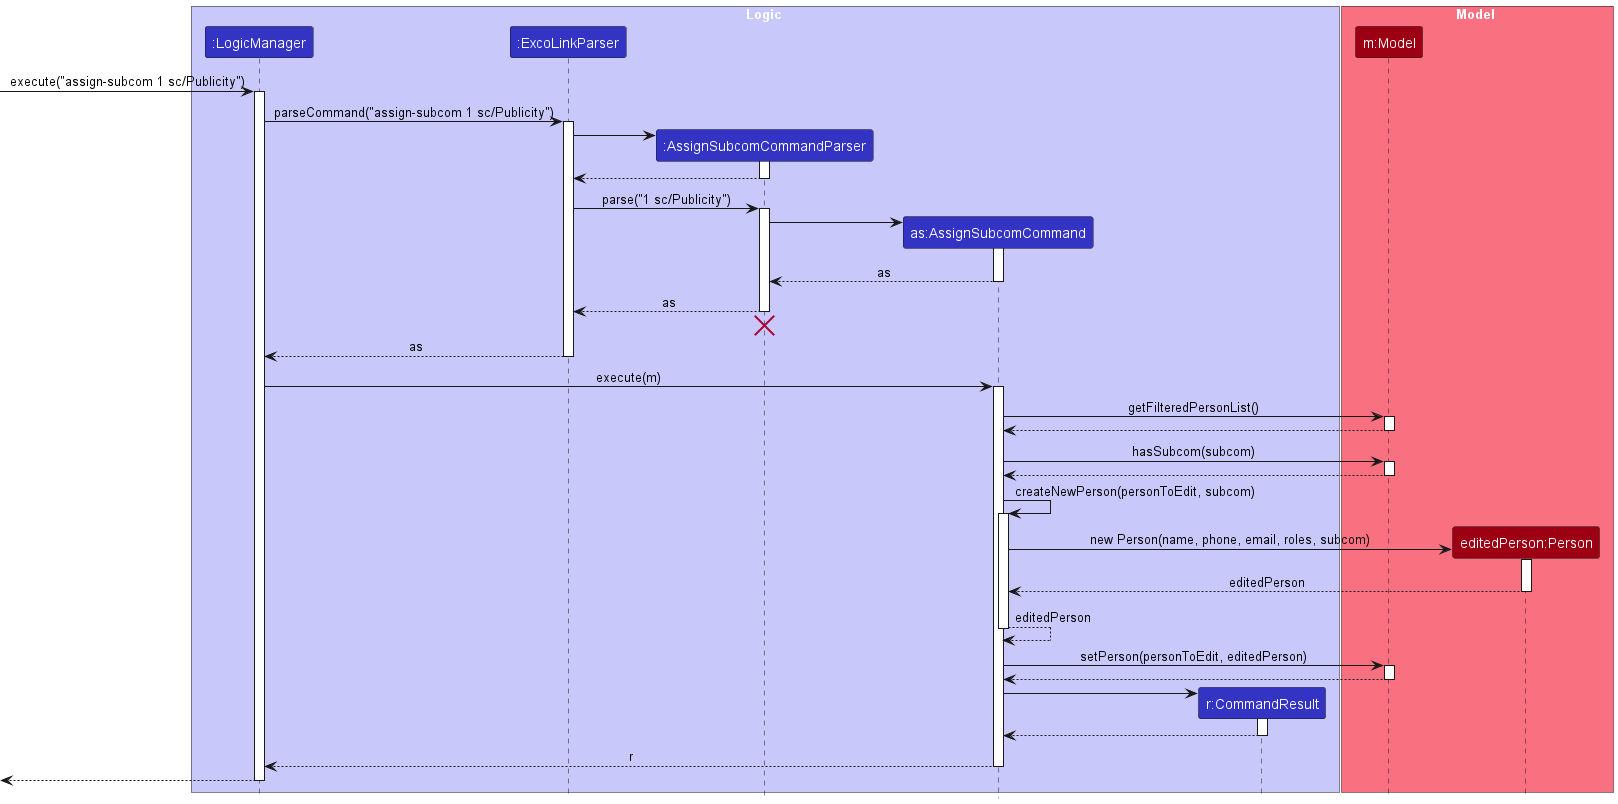 Logic
Model
:LogicManager
:ExcoLinkParser
m:Model
execute("assign-subcom 1 sc/Publicity")
parseCommand("assign-subcom 1 sc/Publicity")
:AssignSubcomCommandParser
parse("1 sc/Publicity")
as:AssignSubcomCommand
as
as
as
execute(m)
getFilteredPersonList()
hasSubcom(subcom)
createNewPerson(personToEdit, subcom)
new Person(name, phone, email, roles, subcom)
editedPerson:Person
editedPerson
editedPerson
setPerson(personToEdit, editedPerson)
r:CommandResult
r